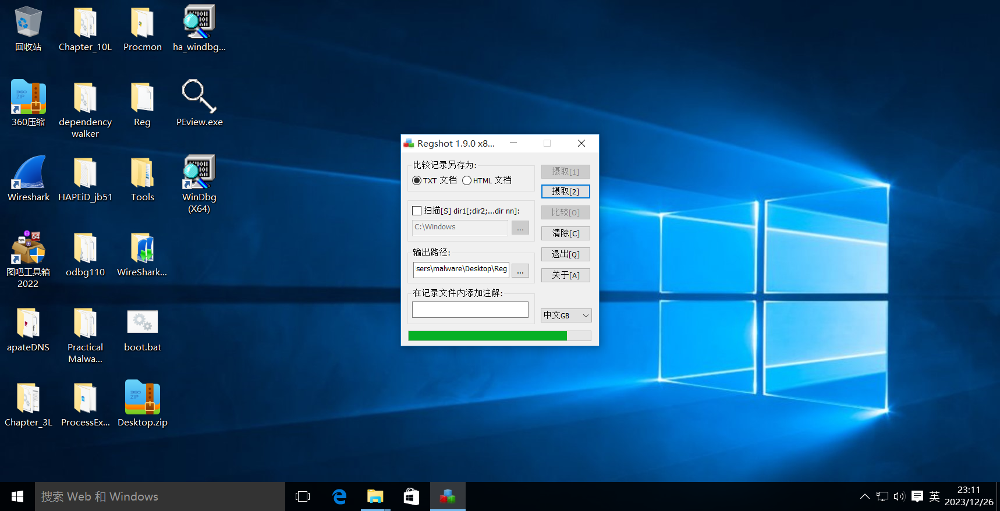 回收站
Chapter_10L
Procmon
ha_windbg...
360压缩
dependency
walker
Reg
PEview.exe
Wireshark
HAPEiD_jb51
Tools
WinDbg
(X64)
64
图吧工具箱
2022
odbg110
WireShark...
apateDNS
Practical
Malwa...
boot.bat
Chapter_3L
ProcessEx...
Desktop.zip
360
ZIP
360
ZIP
Regshot 1.9.0 x8...
比较记录另存为:
TXT 文档
HTML 文档
扫描[S] dir1[;dir2;...dir nn]:
C:\Windows
...
输出路径:
sers\malware\Desktop\Reg
...
在记录文件内添加注解:
摄取[1]
摄取[2]
比较[O]
清除[C]
退出[Q]
关于[A]
中文GB
搜索 Web 和 Windows
英
23:11
2023/12/26